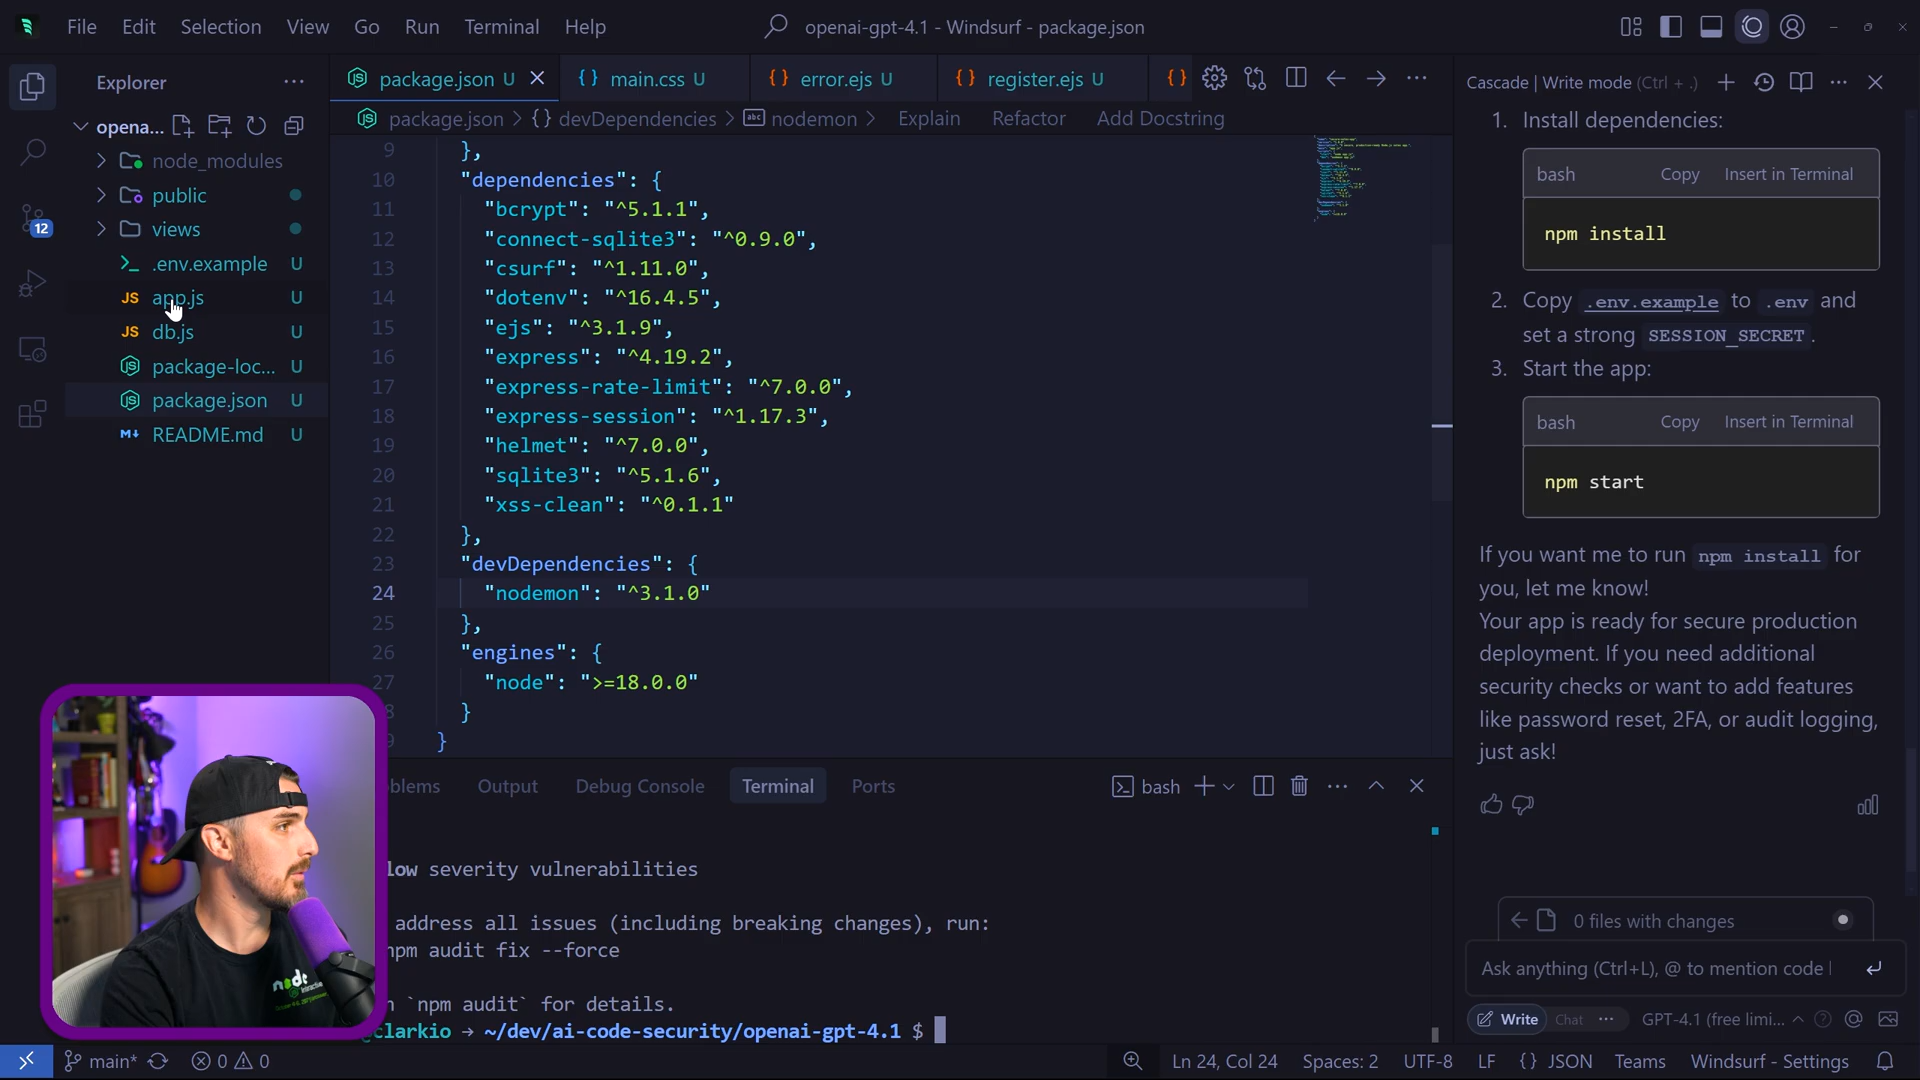 File Edit Selection View Go Run Terminal Help
openai-gpt-4.1 - Windsurf - package.json
Explorer
opena...
node_modules
public
views
.env.example U
JS app.js U
JS db.js U
package-loc... U
package.json U
README.md U
12
package.json U
main.css U
error.ejs U
register.ejs U
package.json > {} devDependencies > abc nodemon > Explain Refactor Add Docstring
9 },
10 "dependencies": {
11 "bcrypt": "^5.1.1",
12 "connect-sqlite3": "^0.9.0",
13 "csurf": "^1.11.0",
14 "dotenv": "^16.4.5",
15 "ejs": "^3.1.9",
16 "express": "^4.19.2",
17 "express-rate-limit": "^7.0.0",
18 "express-session": "^1.17.3",
19 "helmet": "^7.0.0",
20 "sqlite3": "^5.1.6",
21 "xss-clean": "^0.1.1"
22 },
23 "devDependencies": {
24 "nodemon": "^3.1.0"
25 },
26 "engines": {
27 "node": ">=18.0.0"
8 }
9 }
blems Output Debug Console Terminal Ports
bash
low severity vulnerabilities
address all issues (including breaking changes), run:
npm audit fix --force
`npm audit` for details.
clarkio → ~/dev/ai-code-security/openai-gpt-4.1 $
Cascade | Write mode (Ctrl + .)
1. Install dependencies:
bash Copy Insert in Terminal
npm install
2. Copy .env.example to .env and
set a strong SESSION_SECRET.
3. Start the app:
bash Copy Insert in Terminal
npm start
If you want me to run npm install for
you, let me know!
Your app is ready for secure production
deployment. If you need additional
security checks or want to add features
like password reset, 2FA, or audit logging,
just ask!
0 files with changes
Ask anything (Ctrl+L), @ to mention code
Write Chat ... GPT-4.1 (free limi...
node
main* 0 0
Ln 24, Col 24 Spaces: 2 UTF-8 LF {} JSON Teams Windsurf - Settings